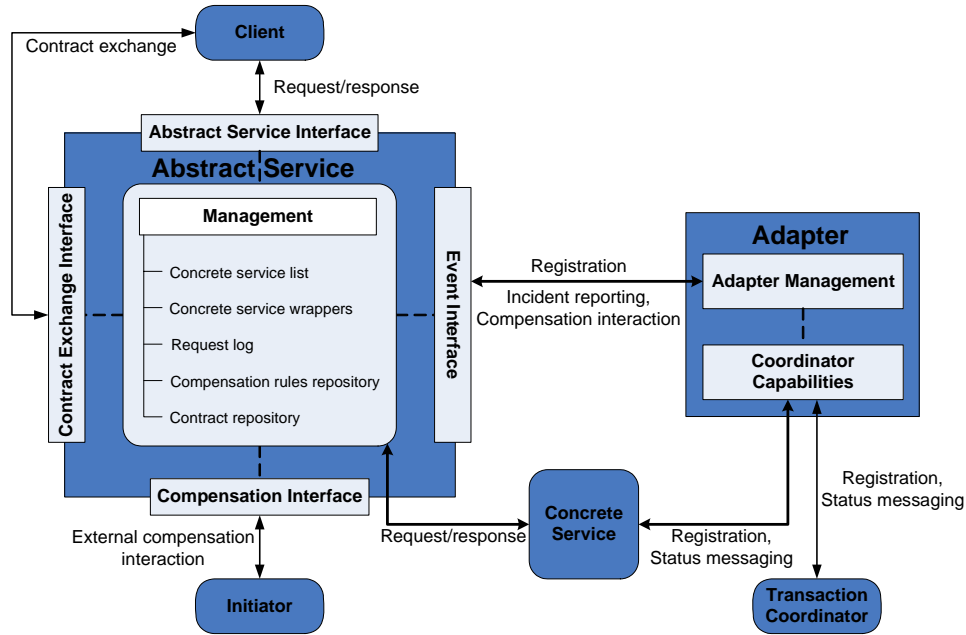 Client
Contract exchange
Request/response
Abstract Service Interface
Abstract Service
Contract Exchange Interface
Management
Concrete service list
Concrete service wrappers
Request log
Compensation rules repository
Contract repository
Event Interface
Registration
Incident reporting,
Compensation interaction
Adapter
Adapter Management
Coordinator
Capabilities
Compensation Interface
External compensation
interaction
Initiator
Request/response
Concrete
Service
Registration,
Status messaging
Registration,
Status messaging
Transaction
Coordinator